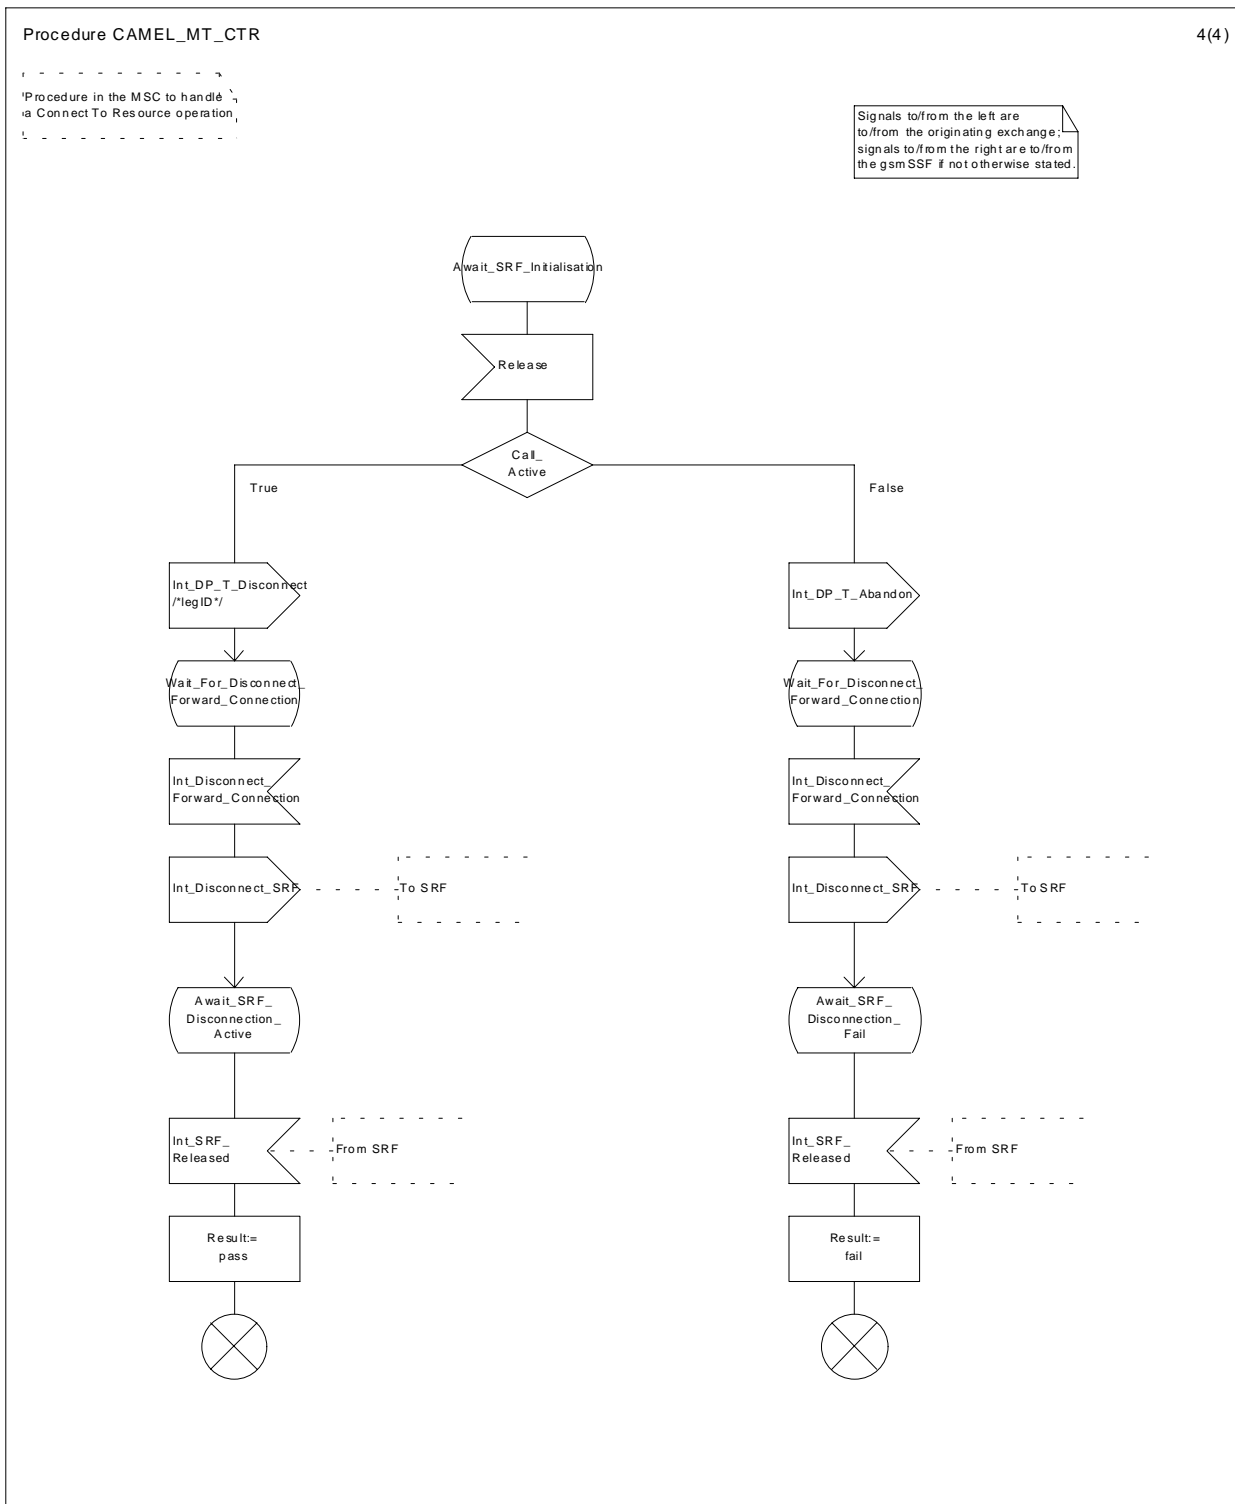 Procedure CAMEL_MT_CTR
4(4)
Procedure in the MSC to handle
a Connect To Resource operation
Signals to/from the left are
to/from the originating exchange;
signals to/from the right are to/from
the gsmSSF if not otherwise stated.
Await_SRF_Initialisation
Release
Call_
Active
True
False
Int_DP_T_Disconnect
/*legID*/
Int_DP_T_Abandon
Wait_For_Disconnect_
Forward_Connection
Wait_For_Disconnect_
Forward_Connection
Int_Disconnect_
Forward_Connection
Int_Disconnect_
Forward_Connection
Int_Disconnect_SRF
To SRF
Int_Disconnect_SRF
To SRF
Await_SRF_
Disconnection_
Active
Await_SRF_
Disconnection_
Fail
Int_SRF_
Released
From SRF
Int_SRF_
Released
From SRF
Result:=
pass
Result:=
fail